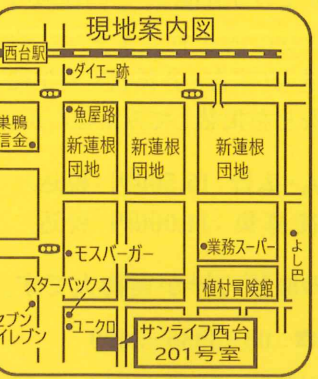 現地案内図
西台駅
ダイエー跡
魚屋路
巣鴨
信金
新蓮根
団地
新蓮根
団地
新蓮根
団地
モスバーガー
業務スーパー
よし巴
スターバックス
植村冒険館
セブン
イレブン
ユニクロ
サンライフ西台
201号室